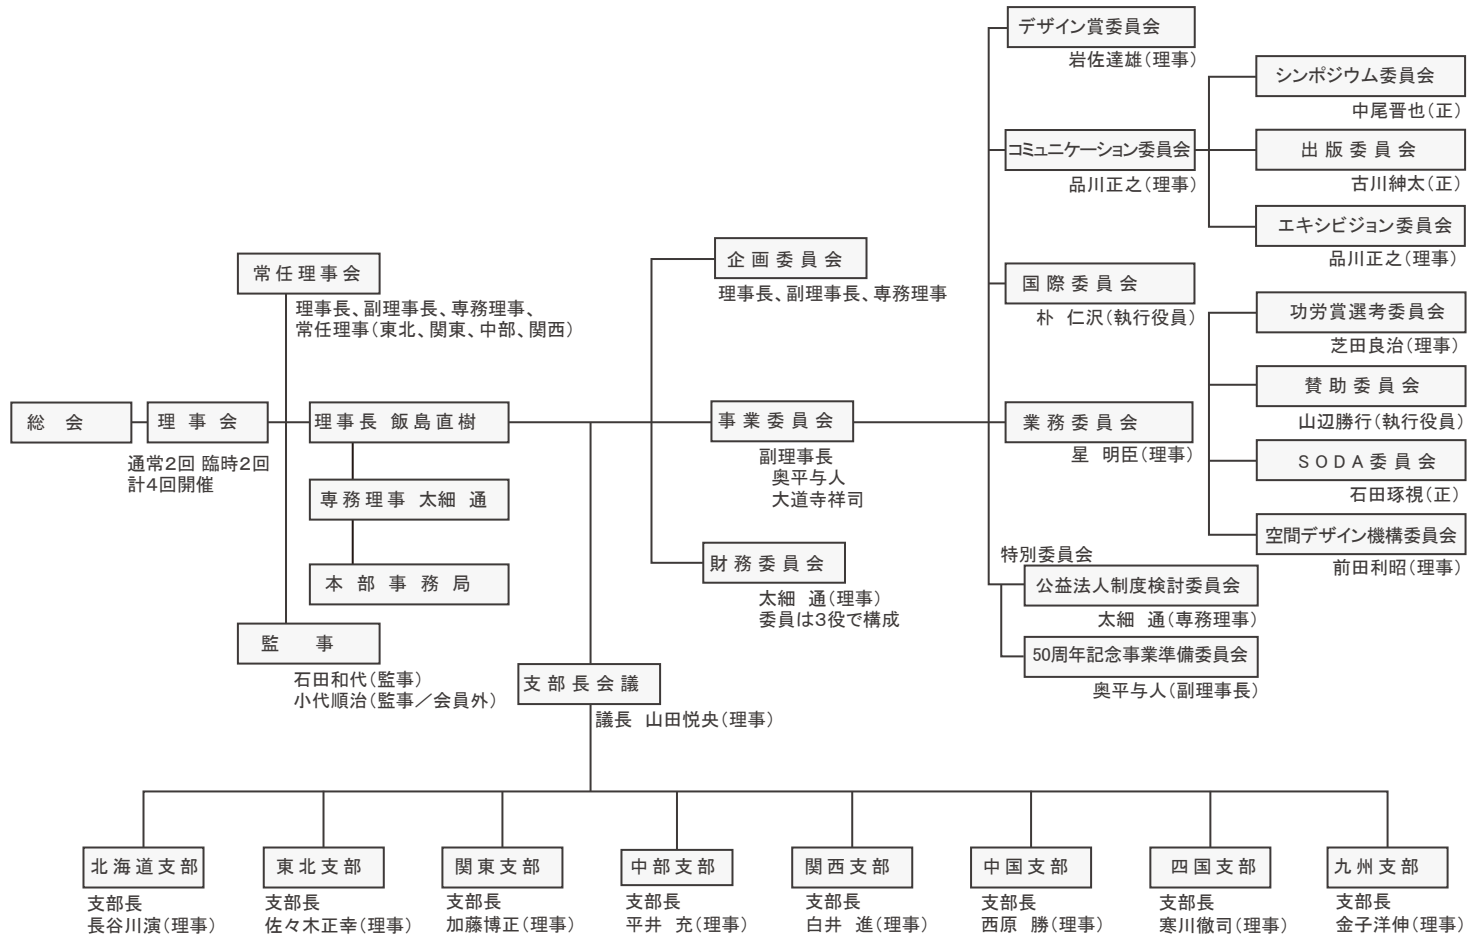 デザイン賞委員会
岩佐達雄(理事)
シンポジウム委員会
中尾晋也(正)
コミュニケーション委員会
品川正之(理事)
出版委員会
古川紳太(正)
エキシビジョン委員会
品川正之(理事)
常任理事会
理事長、副理事長、専務理事、
常任理事(東北、関東、中部、関西)
企画委員会
理事長、副理事長、専務理事
国際委員会
朴 仁沢(執行役員)
功労賞選考委員会
芝田良治(理事)
賛助委員会
山辺勝行(執行役員)
総会
理事会
通常2回 臨時2回
計4回開催
理事長 飯島直樹
事業委員会
副理事長
奥平与人
大道寺祥司
業務委員会
星 明臣(理事)
SODA委員会
石田琢視(正)
専務理事 太細 通
空間デザイン機構委員会
前田利昭(理事)
本部事務局
財務委員会
太細 通(理事)
委員は3役で構成
特別委員会
公益法人制度検討委員会
太細 通(専務理事)
50周年記念事業準備委員会
奥平与人(副理事長)
監 事
石田和代(監事)
小代順治(監事/会員外)
支部長会議
議長 山田悦央(理事)
北海道支部
支部長
長谷川演(理事)
東北支部
支部長
佐々木正幸(理事)
関東支部
支部長
加藤博正(理事)
中部支部
支部長
平井 充(理事)
関西支部
支部長
白井 進(理事)
中国支部
支部長
西原 勝(理事)
四国支部
支部長
寒川徹司(理事)
九州支部
支部長
金子洋伸(理事)